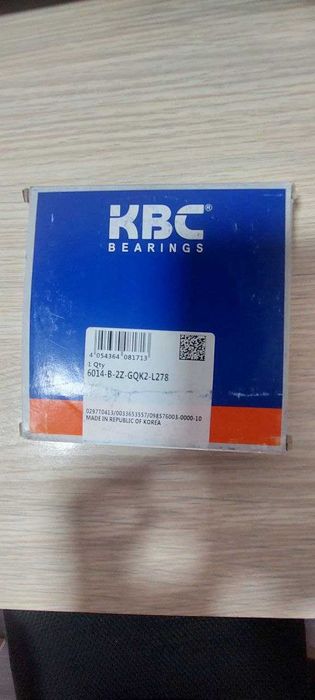 KBC®
BEARINGS
4 054364 081713
1 Qty
6014-B-2Z-GQK2-L278
029770413/0033653557/098576003-0000-10
MADE IN REPUBLIC OF KOREA